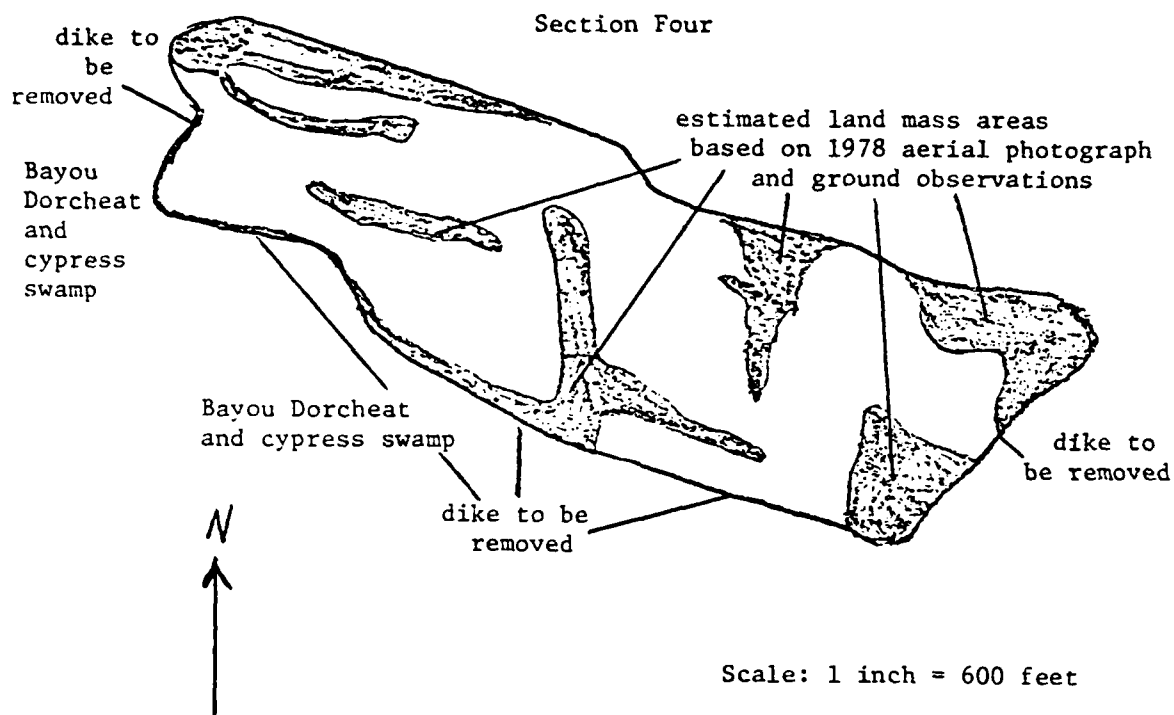 Section Four
dike to
be
removed
estimated land mass areas
based on 1978 aerial photograph
and ground observations
Bayou
Dorcheat
and
cypress
swamp
Bayou Dorcheat
and cypress swamp
dike to
be removed
dike to be
removed
N
Scale: 1 inch = 600 feet